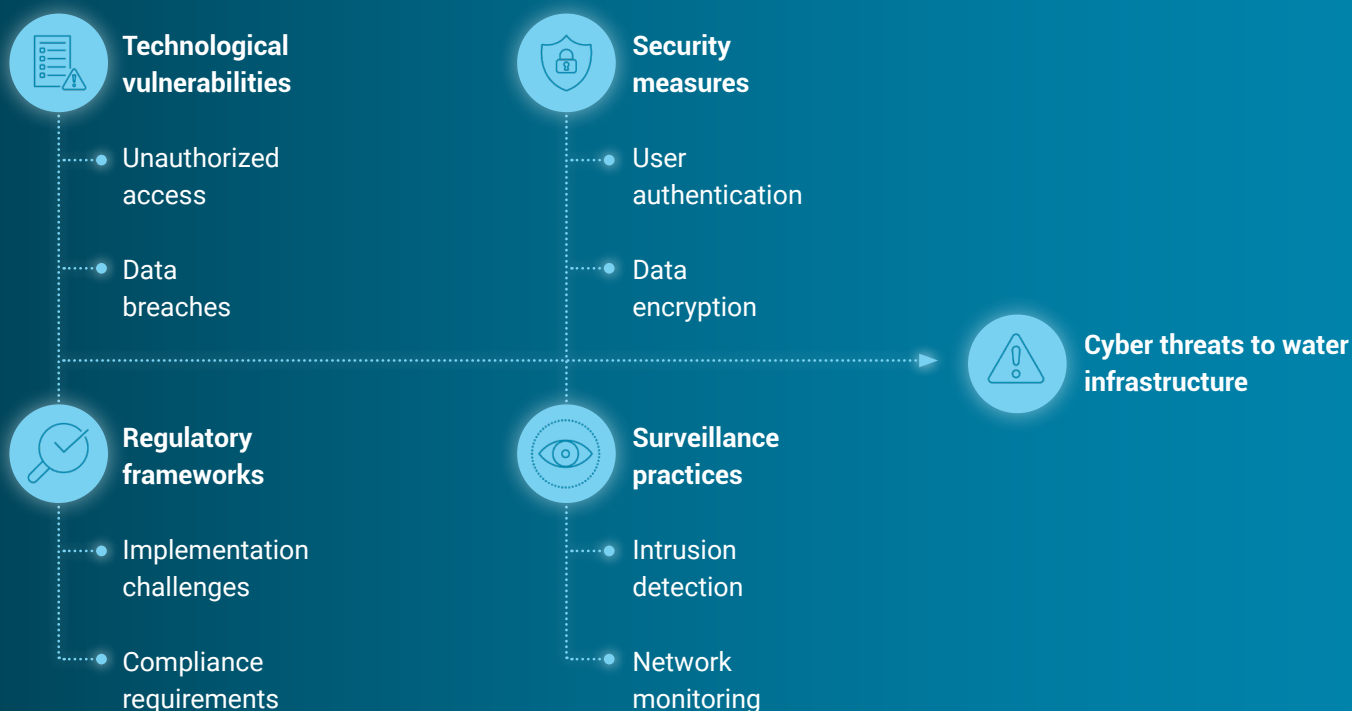 Technological
vulnerabilities
Unauthorized
access
Data
breaches
Security
measures
User
authentication
Data
encryption
Cyber threats to water
infrastructure
Regulatory
frameworks
Implementation
challenges
Compliance
requirements
Surveillance
practices
Intrusion
detection
Network
monitoring